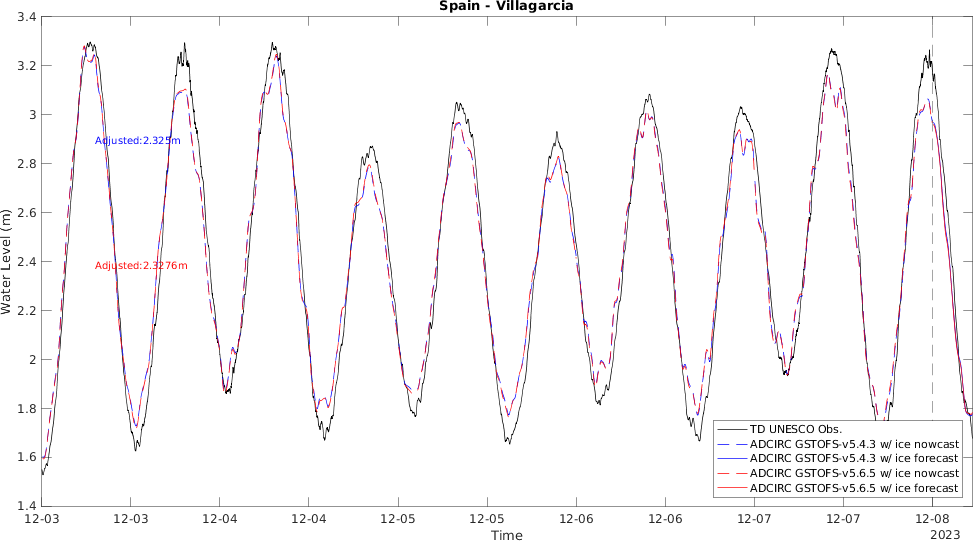 Spain - Villagarcia
3.4
3.2
3
2.8
2.6
2.4
2.2
2
1.8
1.6
1.4
Water Level (m)
Adjusted:2.325m
Adjusted:2.3276m
TD UNESCO Obs.
ADCIRC GSTOFS-v5.4.3 w/ ice nowcast
ADCIRC GSTOFS-v5.4.3 w/ ice forecast
ADCIRC GSTOFS-v5.6.5 w/ ice nowcast
ADCIRC GSTOFS-v5.6.5 w/ ice forecast
12-03 12-03 12-04 12-04 12-05 12-05 12-06 12-06 12-07 12-07 12-08
2023
Time